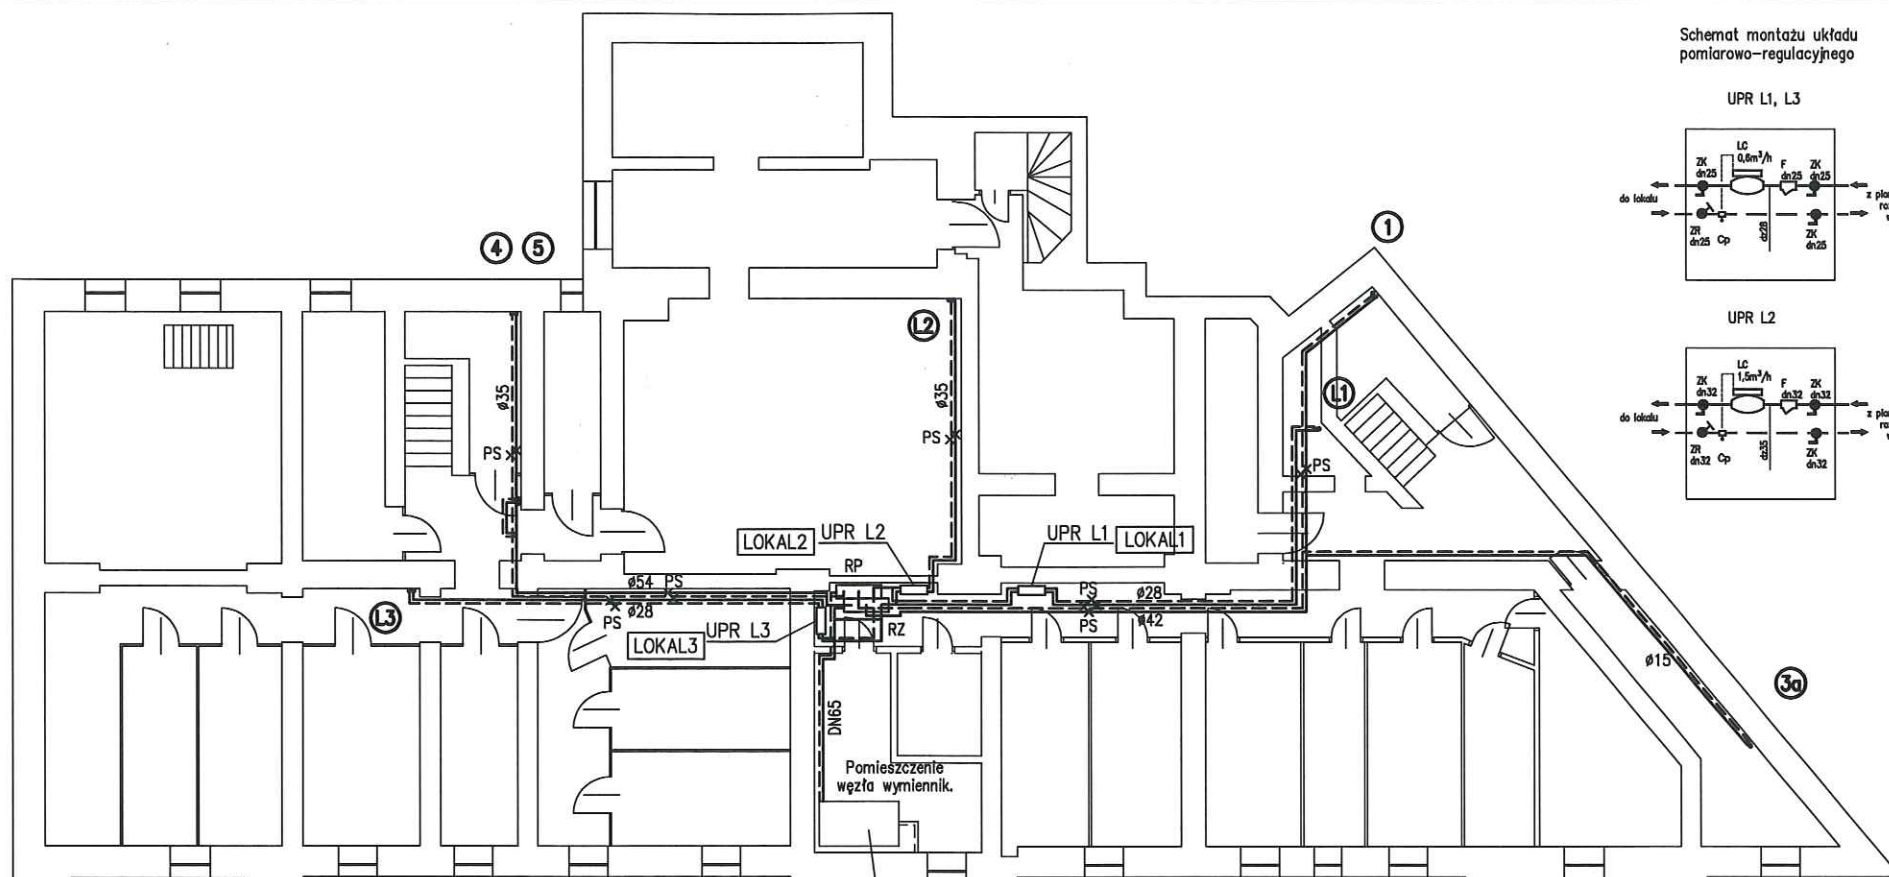 Schemat montażu układu
pomiarowo-regulacyjnego
UPR L1, L3
LC
0,6m³/h
ZK
dn25
F
dn25
ZK
dn25
do lokalu
ZR
dn25
Cp
dz28
ZK
dn25
UPR L2
LC
1,5m³/h
ZK
dn32
F
dn32
ZK
dn32
do lokalu
ZR
dn32
Cp
dz35
ZK
dn32
4
5
1
L2
L1
ø35
PS
ø35
PS
PS
LOKAL2
UPR L2
UPR L1
LOKAL1
RP
ø54
PS
PS
ø28
L3
ø28
PS
PS
ø42
UPR L3
LOKAL3
RZ
ø15
3a
DN65
Pomieszczenie
węzła wymiennik.